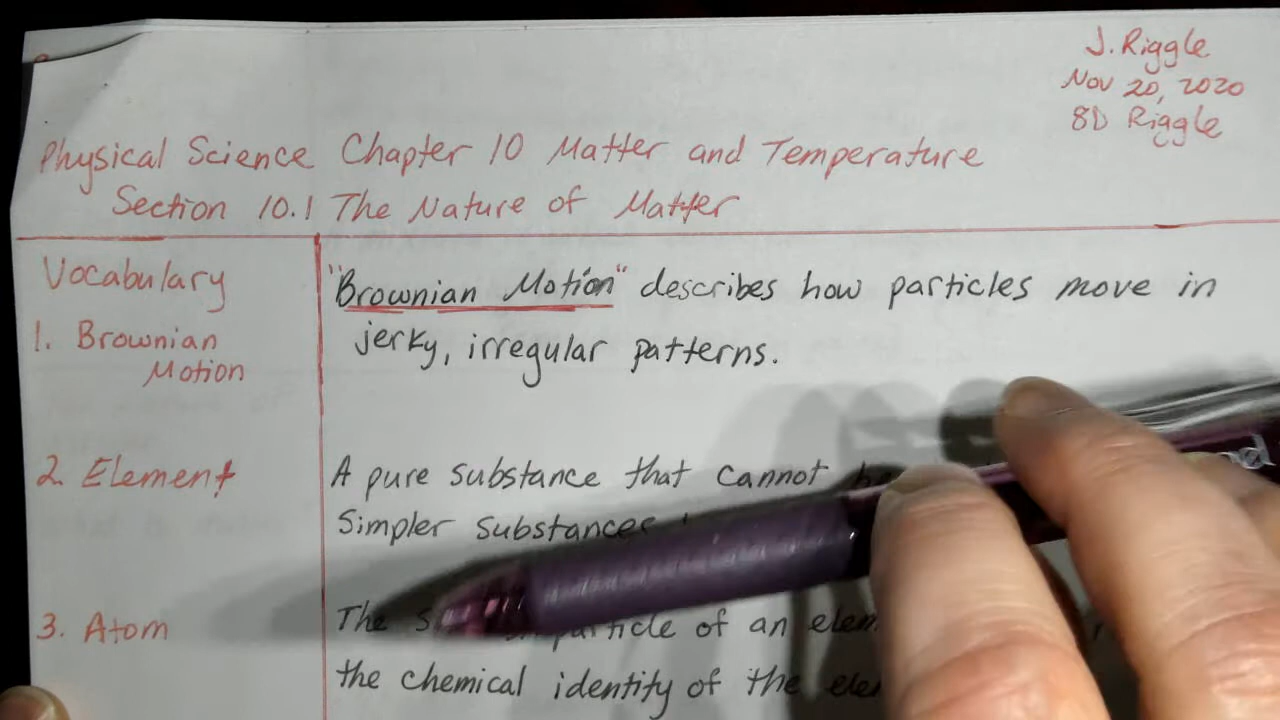 J. Riggle
Nov 20, 2020
8D Riggle
Physical Science Chapter 10 Matter and Temperature
Section 10.1 The Nature of Matter
Vocabulary
1. Brownian Motion
"Brownian Motion" describes how particles move in
jerky, irregular patterns.
2. Element
A pure substance that cannot
Simpler substances
3. Atom
The particle of an
the chemical identity of the